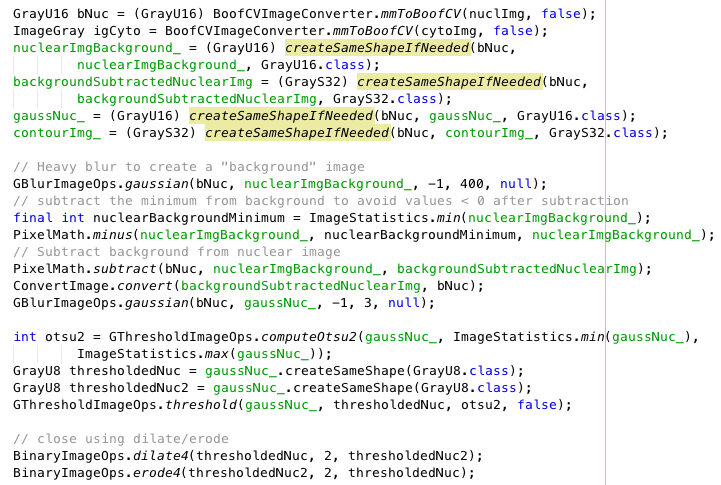 GrayU16 bNuc = (GrayU16) BoofCVImageConverter.mmToBoofCV(nuclImg, false);
ImageGray igCyto = BoofCVImageConverter.mmToBoofCV(cytoImg, false);
nuclearImgBackground_ = (GrayU16) createSameShapeIfNeeded(bNuc,
        nuclearImgBackground_, GrayU16.class);
backgroundSubtractedNuclearImg = (GrayS32) createSameShapeIfNeeded(bNuc,
        backgroundSubtractedNuclearImg, GrayS32.class);
gaussNuc_ = (GrayU16) createSameShapeIfNeeded(bNuc, gaussNuc_, GrayU16.class);
contourImg_ = (GrayS32) createSameShapeIfNeeded(bNuc, contourImg_, GrayS32.class);

// Heavy blur to create a "background" image
GBlurImageOps.gaussian(bNuc, nuclearImgBackground_, -1, 400, null);
// subtract the minimum from background to avoid values < 0 after subtraction
final int nuclearBackgroundMinimum = ImageStatistics.min(nuclearImgBackground_);
PixelMath.minus(nuclearImgBackground_, nuclearBackgroundMinimum, nuclearImgBackground_);
// Subtract background from nuclear image
PixelMath.subtract(bNuc, nuclearImgBackground_, backgroundSubtractedNuclearImg);
ConvertImage.convert(backgroundSubtractedNuclearImg, bNuc);
GBlurImageOps.gaussian(bNuc, gaussNuc_, -1, 3, null);

int otsu2 = GThresholdImageOps.computeOtsu2(gaussNuc_, ImageStatistics.min(gaussNuc_),
        ImageStatistics.max(gaussNuc_));
GrayU8 thresholdedNuc = gaussNuc_.createSameShape(GrayU8.class);
GrayU8 thresholdedNuc2 = gaussNuc_.createSameShape(GrayU8.class);
GThresholdImageOps.threshold(gaussNuc_, thresholdedNuc, otsu2, false);

// close using dilate/erode
BinaryImageOps.dilate4(thresholdedNuc, 2, thresholdedNuc2);
BinaryImageOps.erode4(thresholdedNuc2, 2, thresholdedNuc);